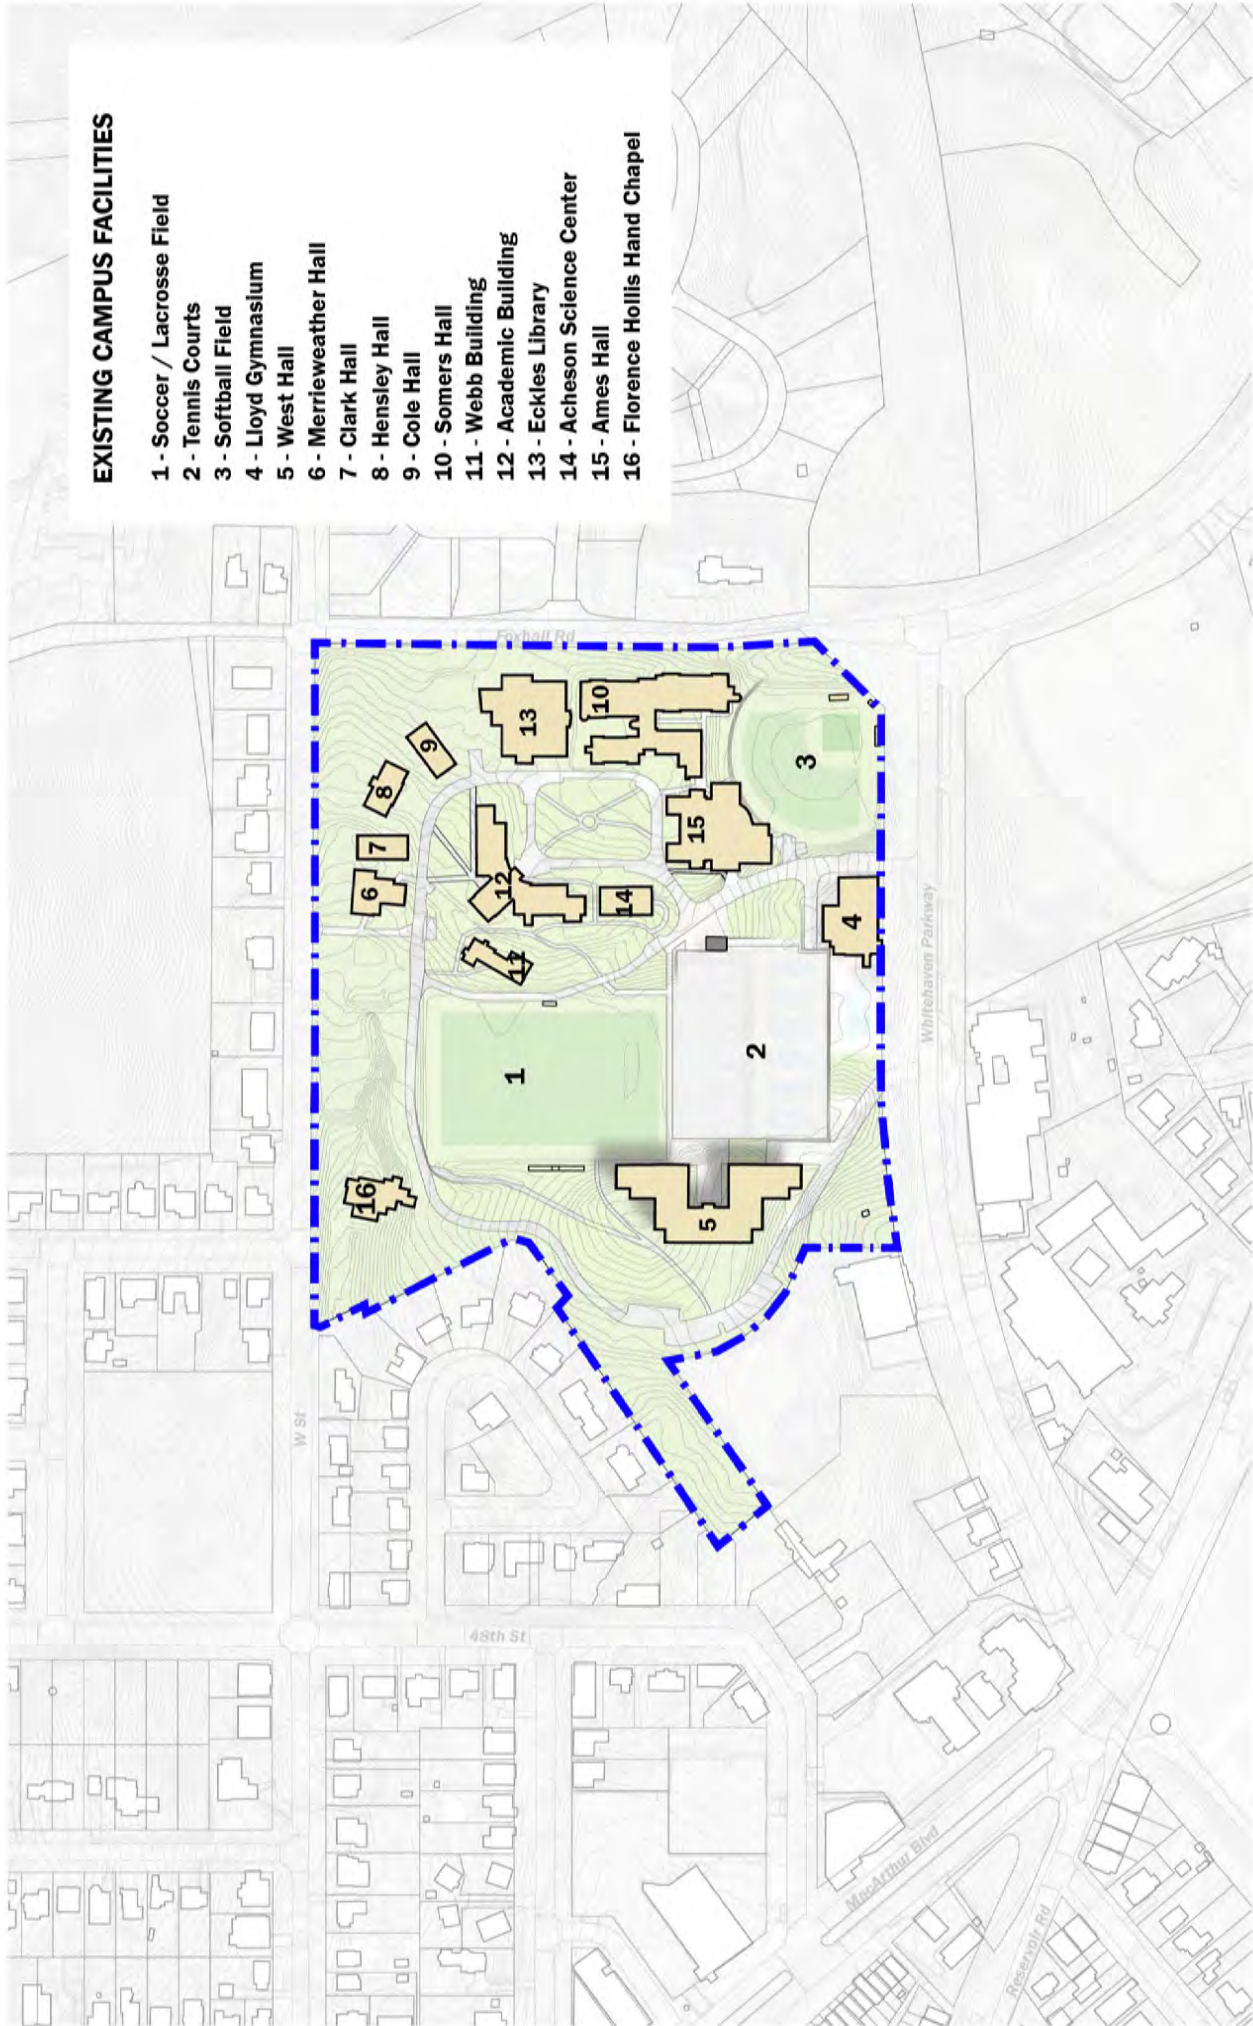 EXISTING CAMPUS FACILITIES
1 - Soccer / Lacrosse Field
2 - Tennis Courts
3 - Softball Field
4 - Lloyd Gymnasium
5 - West Hall
6 - Merrieweather Hall
7 - Clark Hall
8 - Hensley Hall
9 - Cole Hall
10 - Somers Hall
11 - Webb Building
12 - Academic Building
13 - Eckles Library
14 - Acheson Science Center
15 - Ames Hall
16 - Florence Hollis Hand Chapel
Foxhall Rd
W St
48th St
Whitehaven Parkway
MacArthur Blvd
Reservoir Rd
16
6
7
8
9
11
12
13
1
14
10
5
2
15
4
3